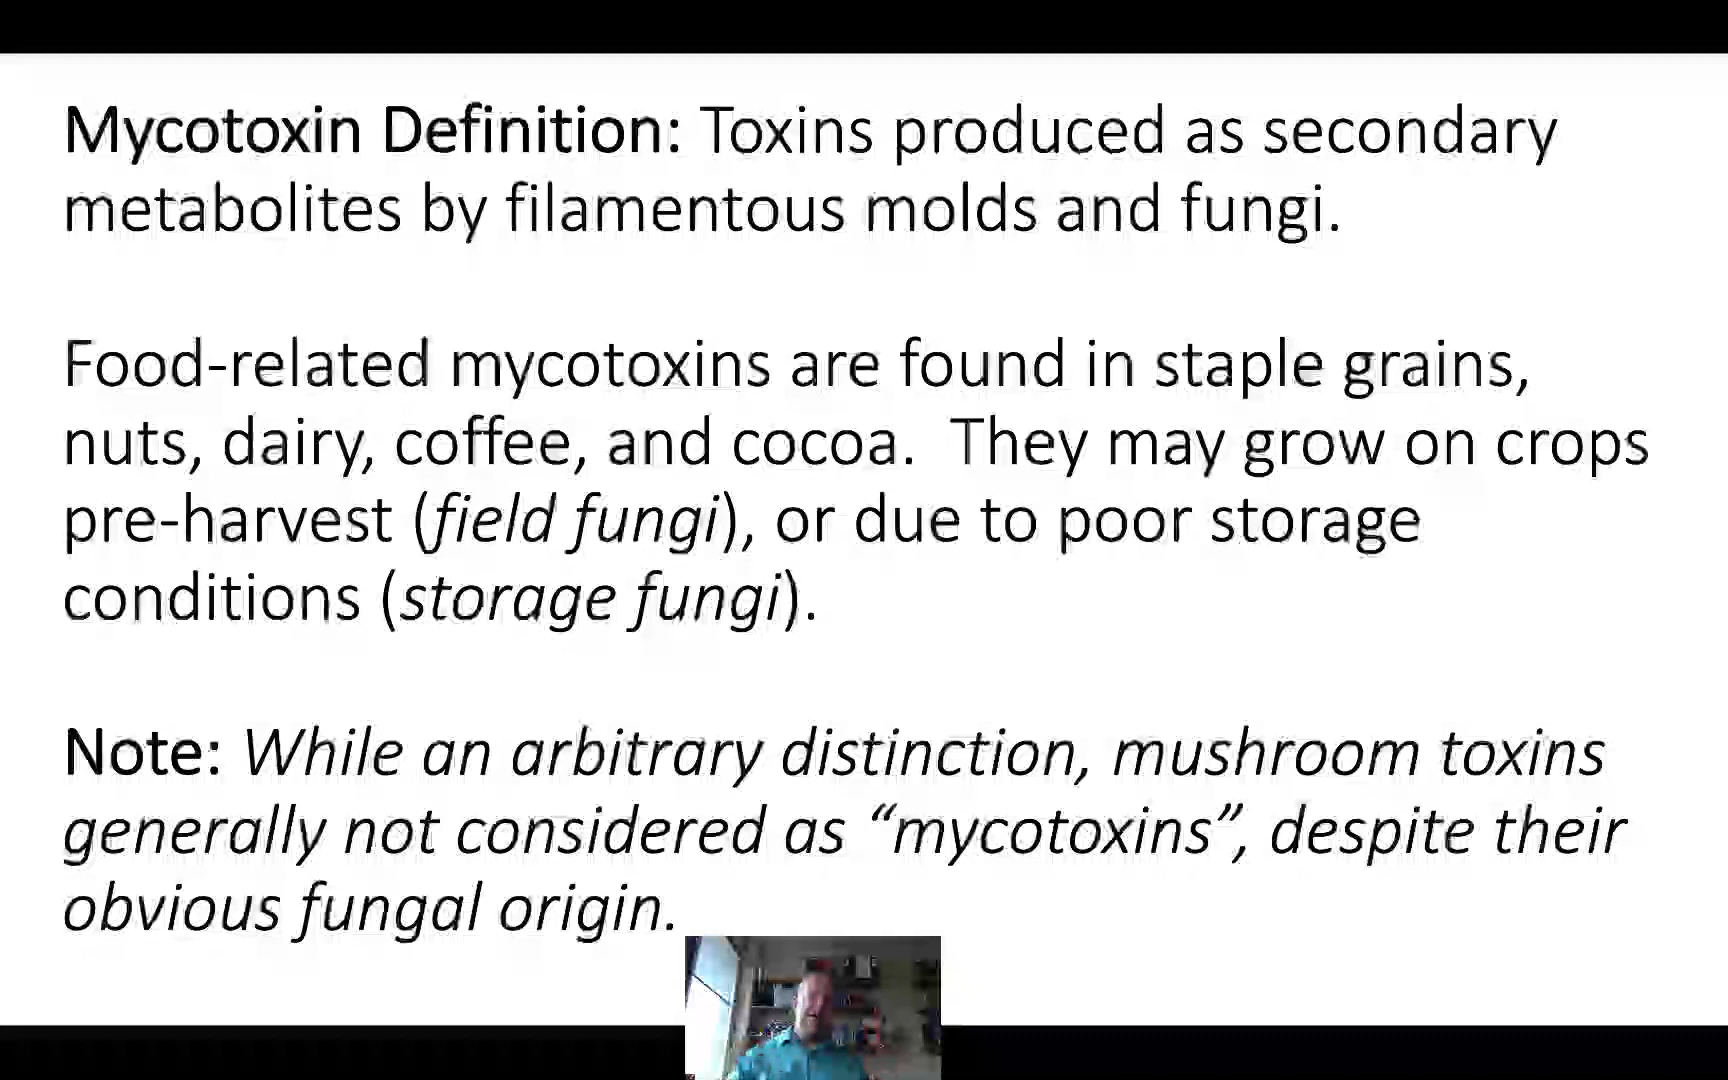 Mycotoxin Definition: Toxins produced as secondary
metabolites by filamentous molds and fungi.
Food-related mycotoxins are found in staple grains,
nuts, dairy, coffee, and cocoa.  They may grow on crops
pre-harvest (field fungi), or due to poor storage
conditions (storage fungi).
Note: While an arbitrary distinction, mushroom toxins
generally not considered as “mycotoxins”, despite their
obvious fungal origin.